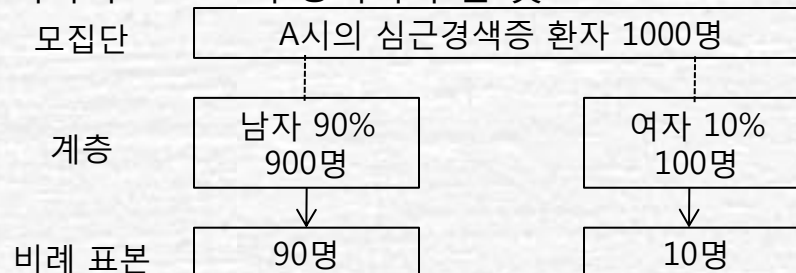 모집단
A시의 심근경색증 환자 1000명
계층
남자 90%
900명
여자 10%
100명
비례 표본
90명
10명